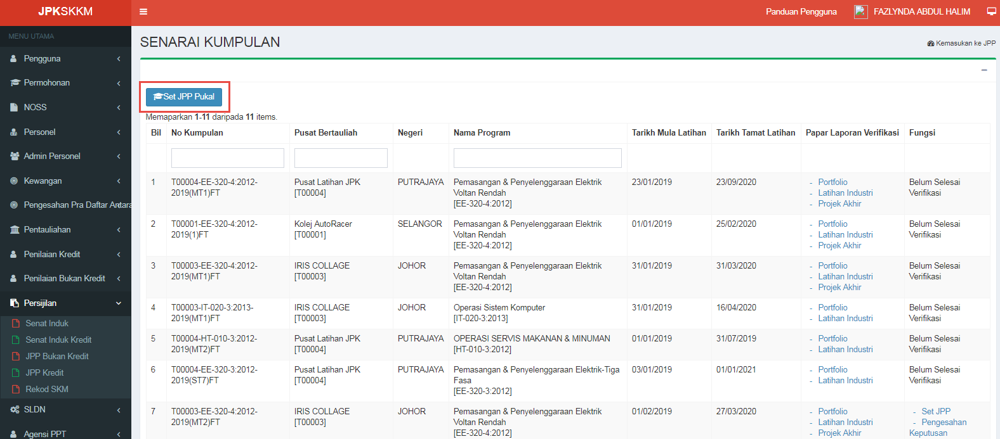 JPKSKKM
Panduan Pengguna
FAZLYNDA ABDUL HALIM
MENU UTAMA
Pengguna
Permohonan
NOSS
Personel
Admin Personel
Kewangan
Pengesahan Pra Daftar Antara
Pentauliahan
Penilaian Kredit
Penilaian Bukan Kredit
Persijilan
Senat Induk
Senat Induk Kredit
JPP Bukan Kredit
JPP Kredit
Rekod SKM
SLDN
Agensi PPT
SENARAI KUMPULAN
Kemasukan ke JPP
Set JPP Pukal
Memaparkan 1-11 daripada 11 items.
Bil No Kumpulan Pusat Bertauliah Negeri Nama Program Tarikh Mula Latihan Tarikh Tamat Latihan Papar Laporan Verifikasi Fungsi
1 T00004-EE-320-4:2012- Pusat Latihan JPK PUTRAJAYA Pemasangan & Penyelenggaraan Elektrik 23/01/2019 23/09/2020 - Portfolio Belum Selesai
2019(MT1)FT [T00004] Voltan Rendah - Latihan Industri Verifikasi
[EE-320-4:2012] - Projek Akhir
2 T00001-EE-320-4:2012- Kolej AutoRacer SELANGOR Pemasangan & Penyelenggaraan Elektrik 01/01/2019 25/02/2020 - Portfolio Belum Selesai
2019(1)FT [T00001] Voltan Rendah - Latihan Industri Verifikasi
[EE-320-4:2012] - Projek Akhir
3 T00003-EE-320-4:2012- IRIS COLLAGE JOHOR Pemasangan & Penyelenggaraan Elektrik 31/01/2019 31/03/2020 - Portfolio Belum Selesai
2019(MT1)FT [T00003] Voltan Rendah - Latihan Industri Verifikasi
[EE-320-4:2012] - Projek Akhir
4 T00003-IT-020-3:2013- IRIS COLLAGE JOHOR Operasi Sistem Komputer 31/01/2019 16/04/2020 - Portfolio Belum Selesai
2019(MT1)FT [T00003] [IT-020-3:2013] - Latihan Industri Verifikasi
5 T00004-HT-010-3:2012- Pusat Latihan JPK PUTRAJAYA OPERASI SERVIS MAKANAN & MINUMAN 01/01/2019 31/07/2019 - Portfolio Belum Selesai
2019(MT2)FT [T00004] [HT-010-3:2012] - Latihan Industri Verifikasi
6 T00004-EE-320-3:2012- Pusat Latihan JPK PUTRAJAYA Pemasangan & Penyelenggaraan Elektrik-Tiga 03/01/2019 01/01/2021 - Portfolio Belum Selesai
2019(ST7)FT [T00004] Fasa - Latihan Industri Verifikasi
[EE-320-3:2012]
7 T00003-EE-320-4:2012- IRIS COLLAGE JOHOR Pemasangan & Penyelenggaraan Elektrik 01/02/2019 27/03/2020 - Portfolio - Set JPP
2019(MT2)FT [T00003] Voltan Rendah - Latihan Industri - Pengesahan
[EE-320-4:2012] - Projek Akhir Keputusan